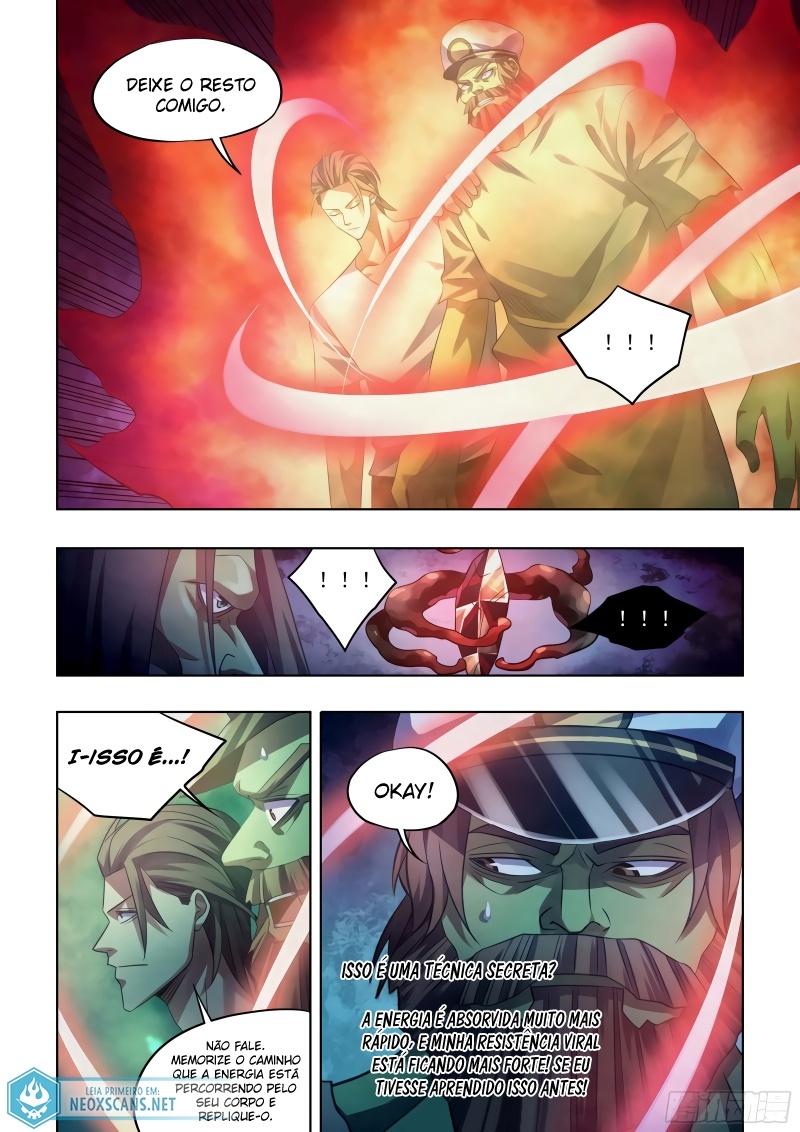 DEIXE O RESTO
COMIGO.
! ! !
! ! !
! ! !
I-ISSO É...!
OKAY!
ISSO É UMA TÉCNICA SECRETA?
A ENERGIA É ABSORVIDA MUITO MAIS
RÁPIDO, E MINHA RESISTÊNCIA VIRAL
ESTÁ FICANDO MAIS FORTE! SE EU
TIVESSE APRENDIDO ISSO ANTES!
NÃO FALE.
MEMORIZE O CAMINHO
QUE A ENERGIA ESTÁ
PERCORRENDO PELO
SEU CORPO E
REPLIQUE-O.
LEIA PRIMEIRO EM:
NEOXSCANS.NET